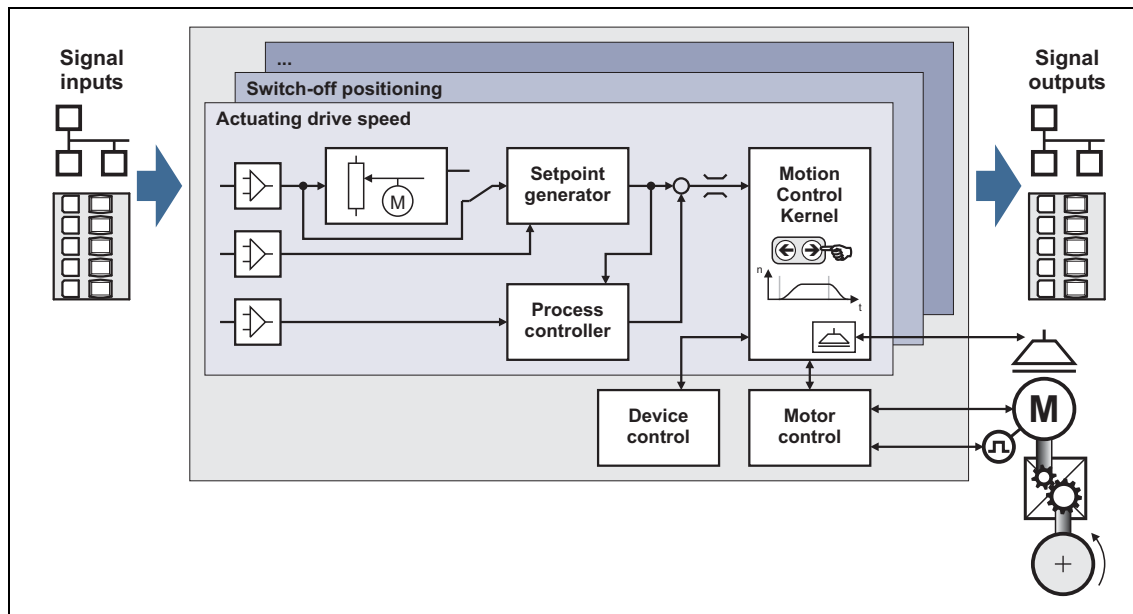 Signal
inputs
...
Switch-off positioning
Actuating drive speed
Signal
outputs
M
Setpoint
generator
Motion
Control
Kernel
n
t
Process
controller
Device
control
Motor
control
M